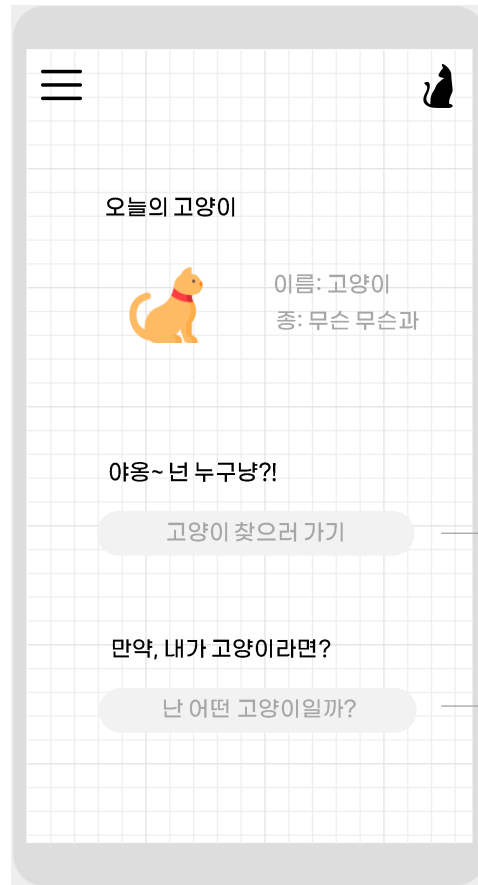 오늘의 고양이
이름: 고양이
종: 무슨 무슨과
야옹~ 넌 누구냥?!
고양이 찾으러 가기
만약, 내가 고양이라면?
난 어떤 고양이일까?